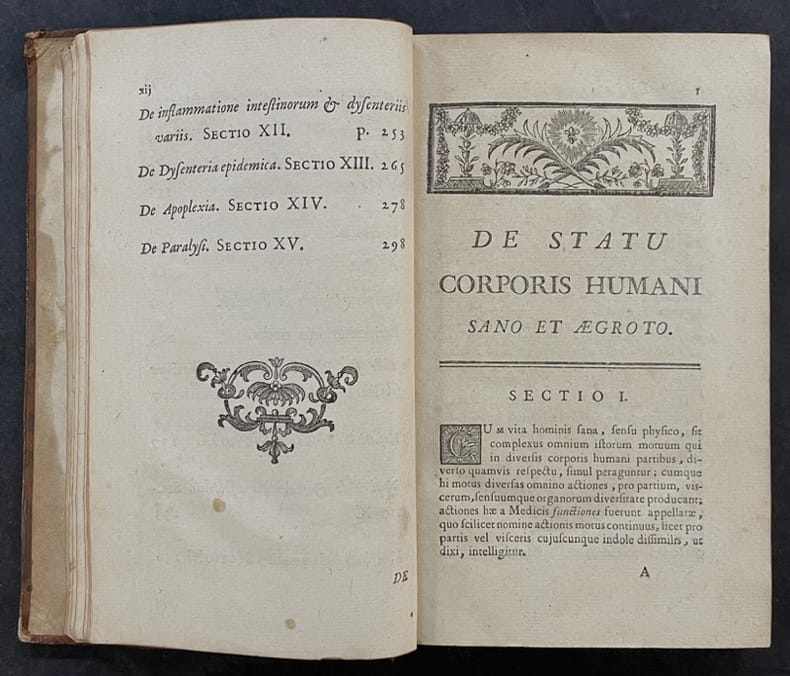 xij
De inflammatione intestinorum & dysenteriis
variis. SECTIO XII. p. 253
De Dysenteria epidemica. SECTIO XIII. 265
De Apoplexia. SECTIO XIV. 278
De Paralysi. SECTIO XV. 298
DE
1
DE STATU
CORPORIS HUMANI
SANO ET ÆGROTO.
SECTIO I.
CUM vita hominis sana, sensu physico, sit
complexus omnium istorum motuum qui
in diversis corporis humani partibus, di-
verso quamvis respectu, simul peraguntur; cumque
hi motus diversas omnino actiones, pro partium, vis-
cerum, sensuumque organorum diversitate producant;
actiones hæ a Medicis functiones fuerunt appellatæ,
quo scilicet nomine actionis motus continuus, licet pro
partis vel visceris cujuscunque indole dissimilis, ut
dixi, intelligitur.
A